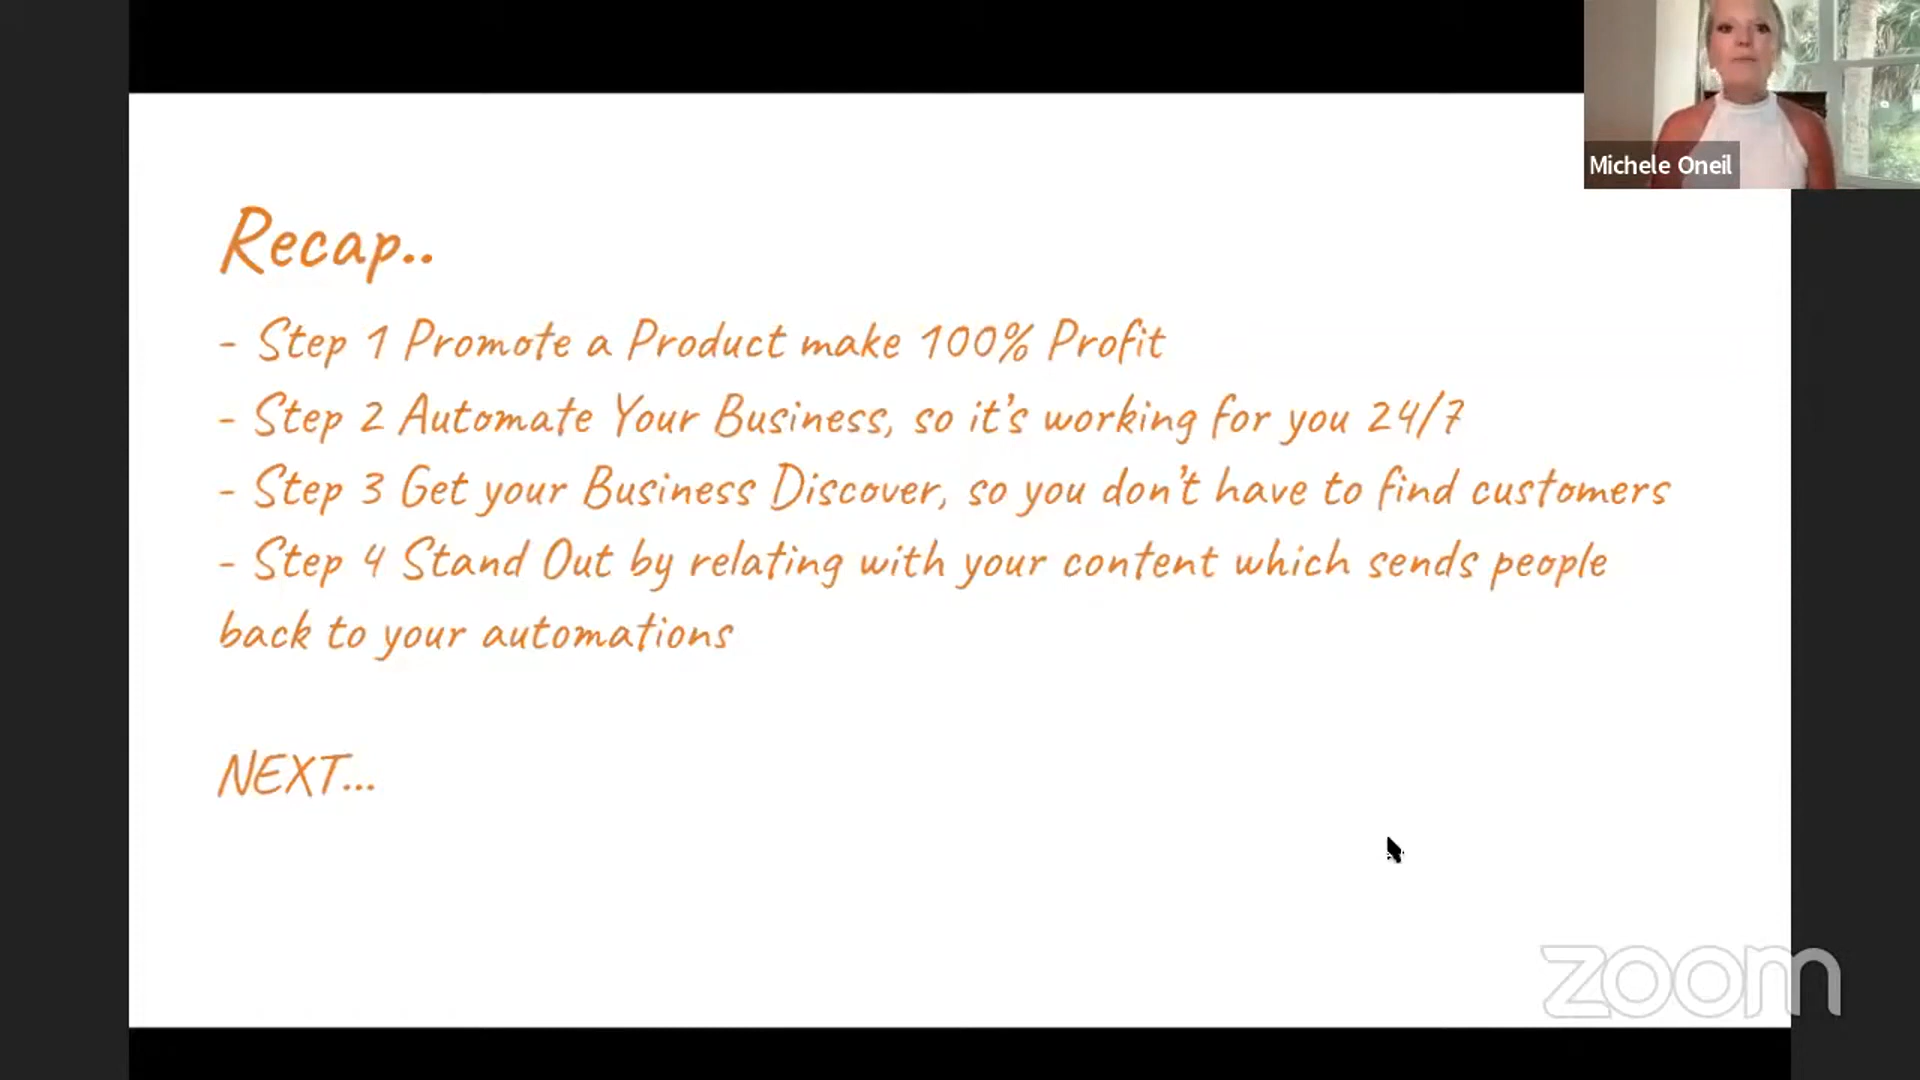 Michele Oneil
Recap..
- Step 1 Promote a Product make 100% Profit
- Step 2 Automate Your Business, so it's working for you 24/7
- Step 3 Get your Business Discover, so you don't have to find customers
- Step 4 Stand Out by relating with your content which sends people
back to your automations
NEXT...
zoom